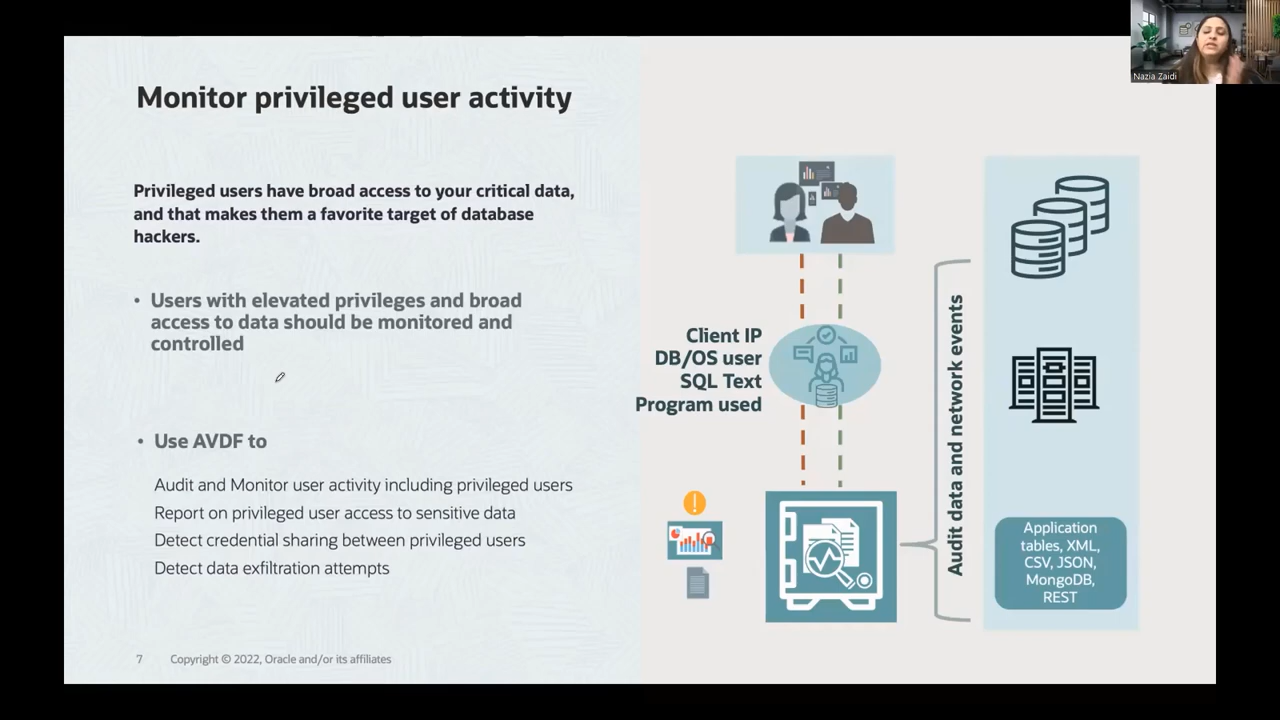 Nazia Zaidi
Monitor privileged user activity
Privileged users have broad access to your critical data,
and that makes them a favorite target of database
hackers.
• Users with elevated privileges and broad
access to data should be monitored and
controlled
• Use AVDF to
Audit and Monitor user activity including privileged users
Report on privileged user access to sensitive data
Detect credential sharing between privileged users
Detect data exfiltration attempts
Client IP
DB/OS user
SQL Text
Program used
!
Audit data and network events
Application
tables, XML,
CSV, JSON,
MongoDB,
REST
7 Copyright © 2022, Oracle and/or its affiliates